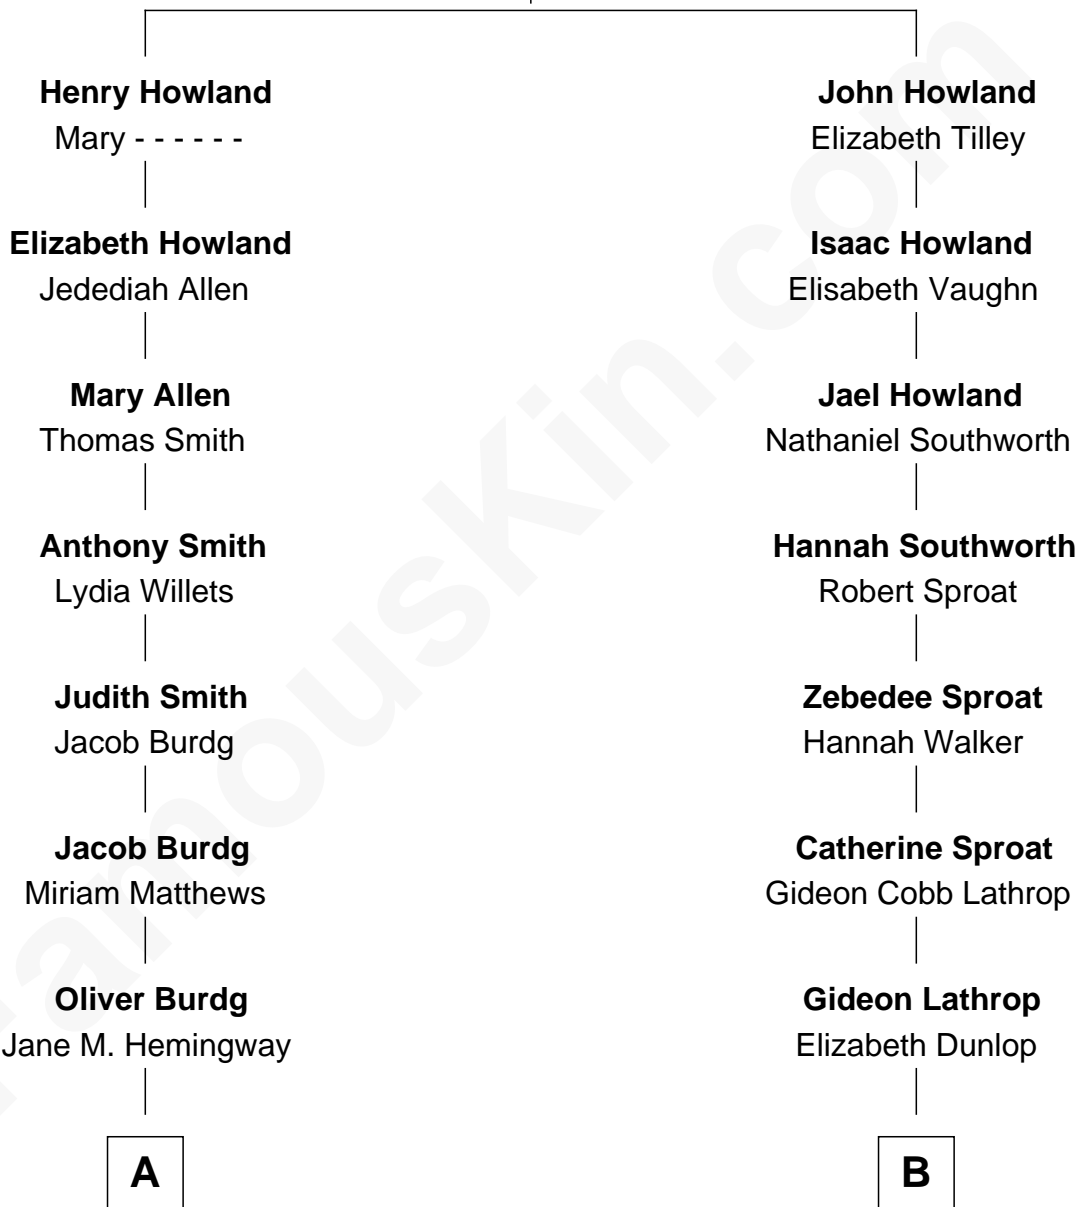 Henry Howland
Mary - - - - - -
Elizabeth Howland
Jedediah Allen
Mary Allen
Thomas Smith
Anthony Smith
Lydia Willets
Judith Smith
Jacob Burdg
Jacob Burdg
Miriam Matthews
Oliver Burdg
Jane M. Hemingway
A
John Howland
Elizabeth Tilley
Isaac Howland
Elisabeth Vaughn
Jael Howland
Nathaniel Southworth
Hannah Southworth
Robert Sproat
Zebedee Sproat
Hannah Walker
Catherine Sproat
Gideon Cobb Lathrop
Gideon Lathrop
Elizabeth Dunlop
B
FamousKin.com